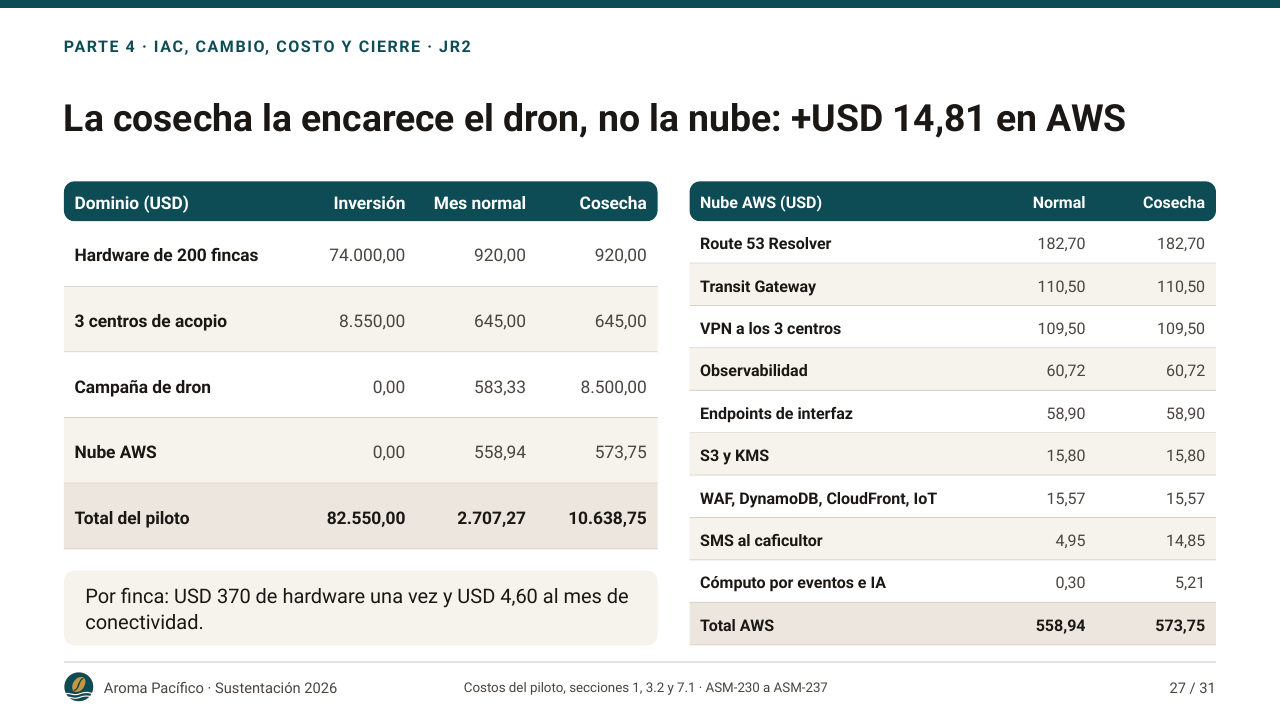 PARTE 4 · IAC, CAMBIO, COSTO Y CIERRE · JR2
La cosecha la encarece el dron, no la nube: +USD 14,81 en AWS
Dominio (USD) Inversión Mes normal Cosecha
Hardware de 200 fincas 74.000,00 920,00 920,00
3 centros de acopio 8.550,00 645,00 645,00
Campaña de dron 0,00 583,33 8.500,00
Nube AWS 0,00 558,94 573,75
Total del piloto 82.550,00 2.707,27 10.638,75
Por finca: USD 370 de hardware una vez y USD 4,60 al mes de
conectividad.
Nube AWS (USD) Normal Cosecha
Route 53 Resolver 182,70 182,70
Transit Gateway 110,50 110,50
VPN a los 3 centros 109,50 109,50
Observabilidad 60,72 60,72
Endpoints de interfaz 58,90 58,90
S3 y KMS 15,80 15,80
WAF, DynamoDB, CloudFront, IoT 15,57 15,57
SMS al caficultor 4,95 14,85
Cómputo por eventos e IA 0,30 5,21
Total AWS 558,94 573,75
Aroma Pacífico · Sustentación 2026
Costos del piloto, secciones 1, 3.2 y 7.1 · ASM-230 a ASM-237
27 / 31